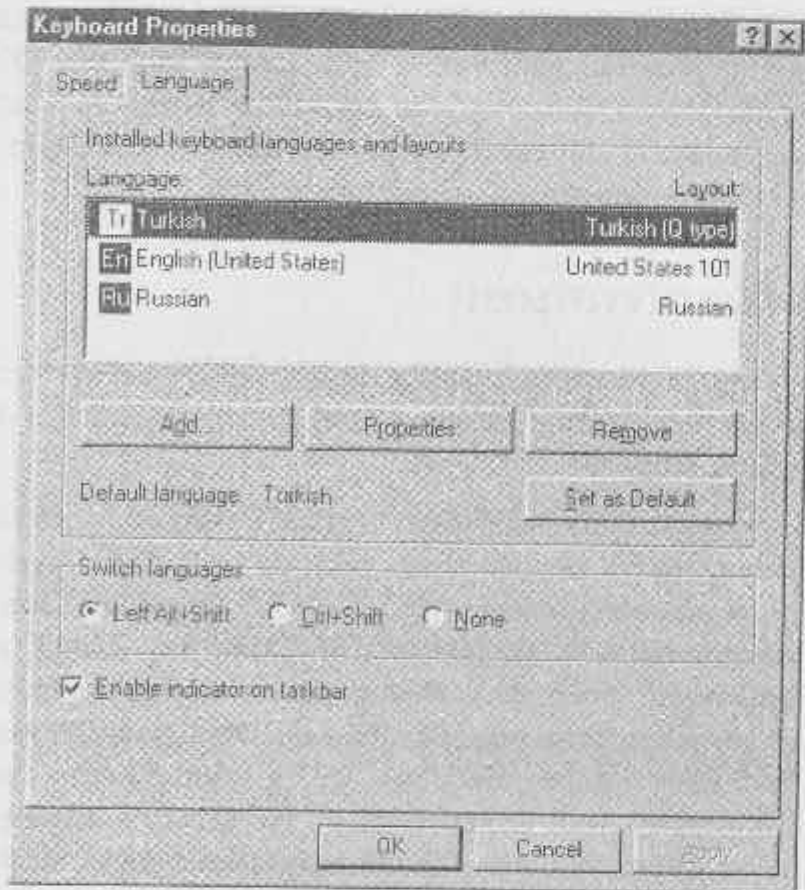 Keyboard Properties
Speed Language
Installed keyboard languages and layouts
Language: Layout:
Tr Turkish Turkish (Q type)
En English (United States) United States 101
Ru Russian Russian
Add... Properties Remove
Default language: Turkish Set as Default
Switch languages
Left Alt+Shift Ctrl+Shift None
Enable indicator on taskbar
OK Cancel Apply